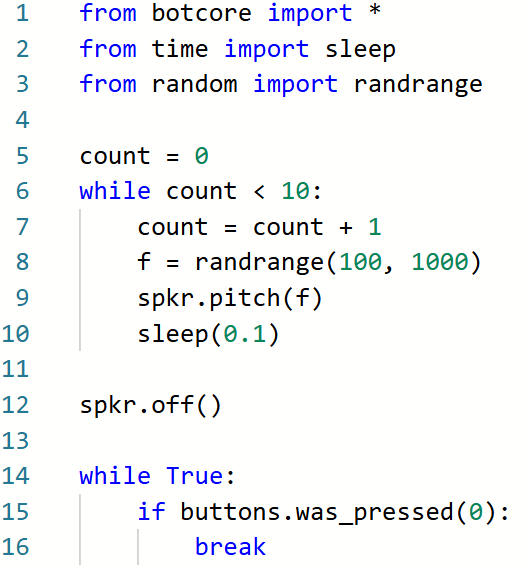 1 from botcore import *
2 from time import sleep
3 from random import randrange
4
5 count = 0
6 while count < 10:
7     count = count + 1
8     f = randrange(100, 1000)
9     spkr.pitch(f)
10     sleep(0.1)
11
12 spkr.off()
13
14 while True:
15     if buttons.was_pressed(0):
16         break